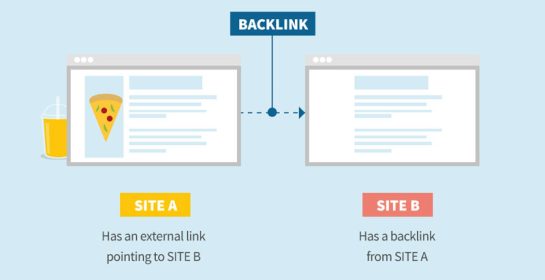 BACKLINK
SITE A
Has an external link
pointing to SITE B
SITE B
Has a backlink
from SITE A